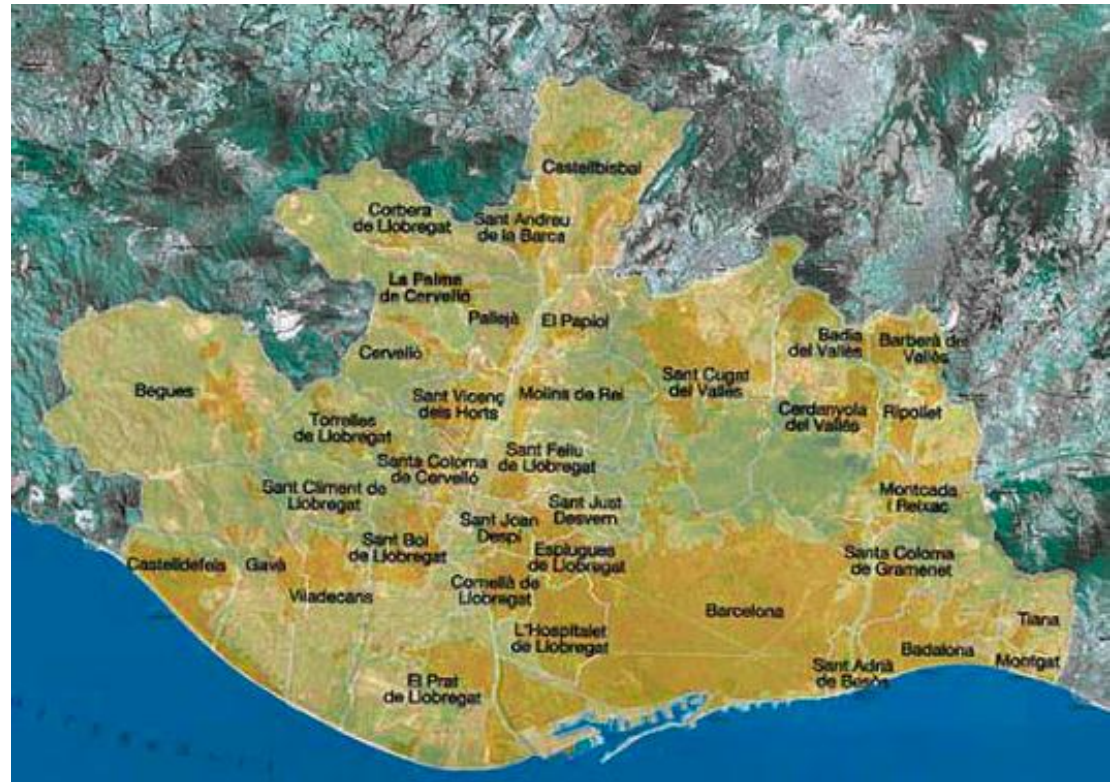 Castellbisbal
Corbera
de Llobregat
Sant Andreu
de la Barca
La Palma
de Cervelló
Pallejà
El Papiol
Badia
del Vallès
Barberà del
Vallès
Cervelló
Begues
Sant Vicenç
dels Horts
Molins de Rei
Sant Cugat
del Vallès
Cerdanyola
del Vallès
Ripollet
Torrelles
de Llobregat
Sant Feliu
de Llobregat
Santa Coloma
de Cervelló
Sant Climent de
Llobregat
Montcada
i Reixac
Sant Just
Desvern
Sant Joan
Despí
Sant Boi
de Llobregat
Esplugues
de Llobregat
Santa Coloma
de Gramenet
Castelldefels
Gavà
Viladecans
Cornellà de
Llobregat
Barcelona
L'Hospitalet
de Llobregat
Tiana
Badalona
Montgat
Sant Adrià
de Besòs
El Prat
de Llobregat